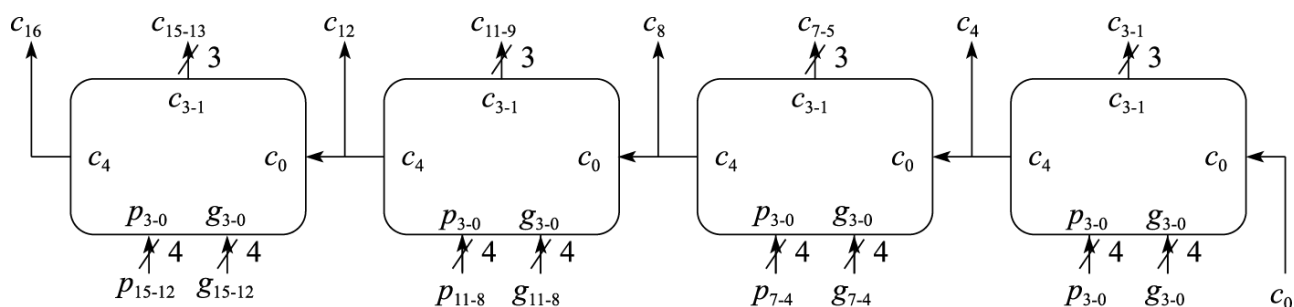 c₁₆ c₁₅₋₁₃ c₁₂ c₁₁₋₉ c₈ c₇₋₅ c₄ c₃₋₁
3 3 3 3
c₃₋₁ c₃₋₁ c₃₋₁ c₃₋₁
c₄ c₀ c₄ c₀ c₄ c₀ c₄ c₀
p₃₋₀ g₃₋₀ p₃₋₀ g₃₋₀ p₃₋₀ g₃₋₀ p₃₋₀ g₃₋₀
4 4 4 4 4 4 4 4
p₁₅₋₁₂ g₁₅₋₁₂ p₁₁₋₈ g₁₁₋₈ p₇₋₄ g₇₋₄ p₃₋₀ g₃₋₀ c₀